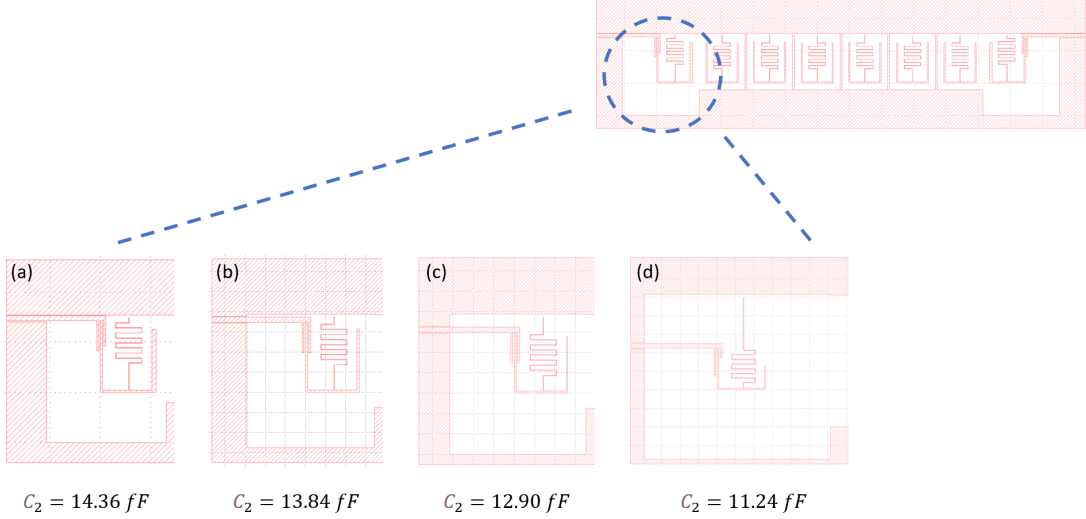 (a)
(b)
(c)
(d)
C₂ = 14.36 fF
C₂ = 13.84 fF
C₂ = 12.90 fF
C₂ = 11.24 fF